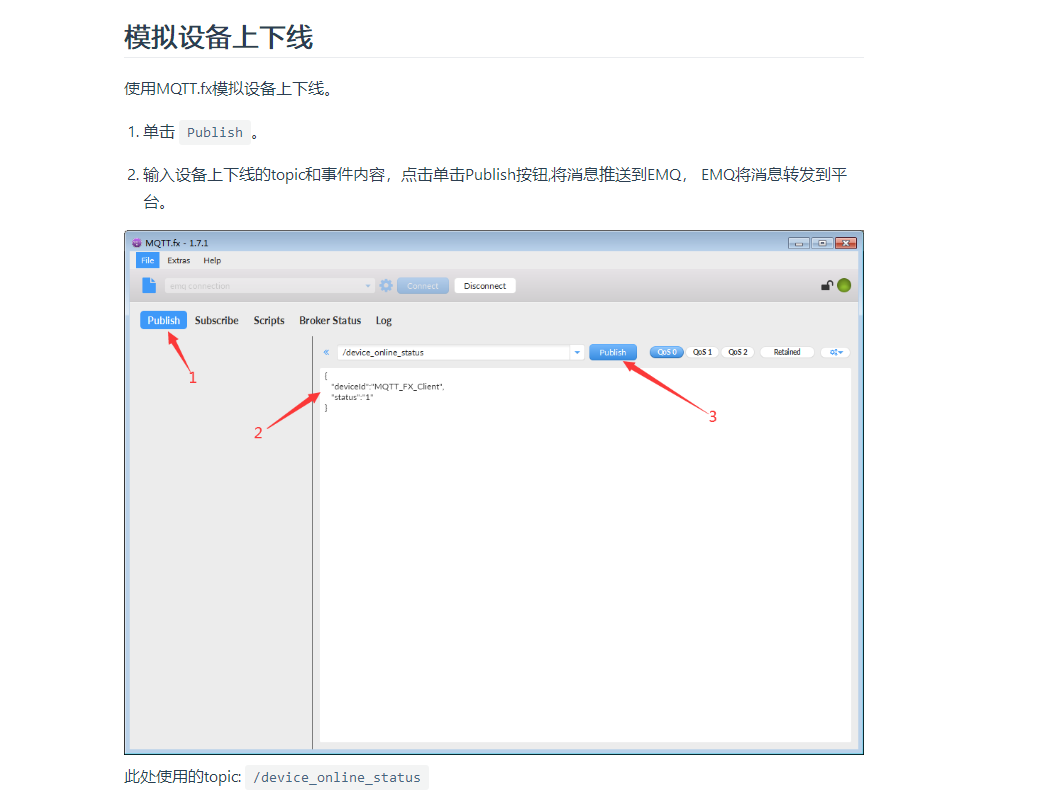 模拟设备上下线
使用MQTT.fx模拟设备上下线。
1. 单击 Publish 。
2. 输入设备上下线的topic和事件内容，点击单击Publish按钮,将消息推送到EMQ， EMQ将消息转发到平
台。
MQTT.fx - 1.7.1
File Extras Help
emq connection Connect Disconnect
Publish Subscribe Scripts Broker Status Log
/device_online_status Publish QoS 0 QoS 1 QoS 2 Retained
{
"deviceId":"MQTT_FX_Client",
"status":"1"
}
1
2
3
此处使用的topic: /device_online_status